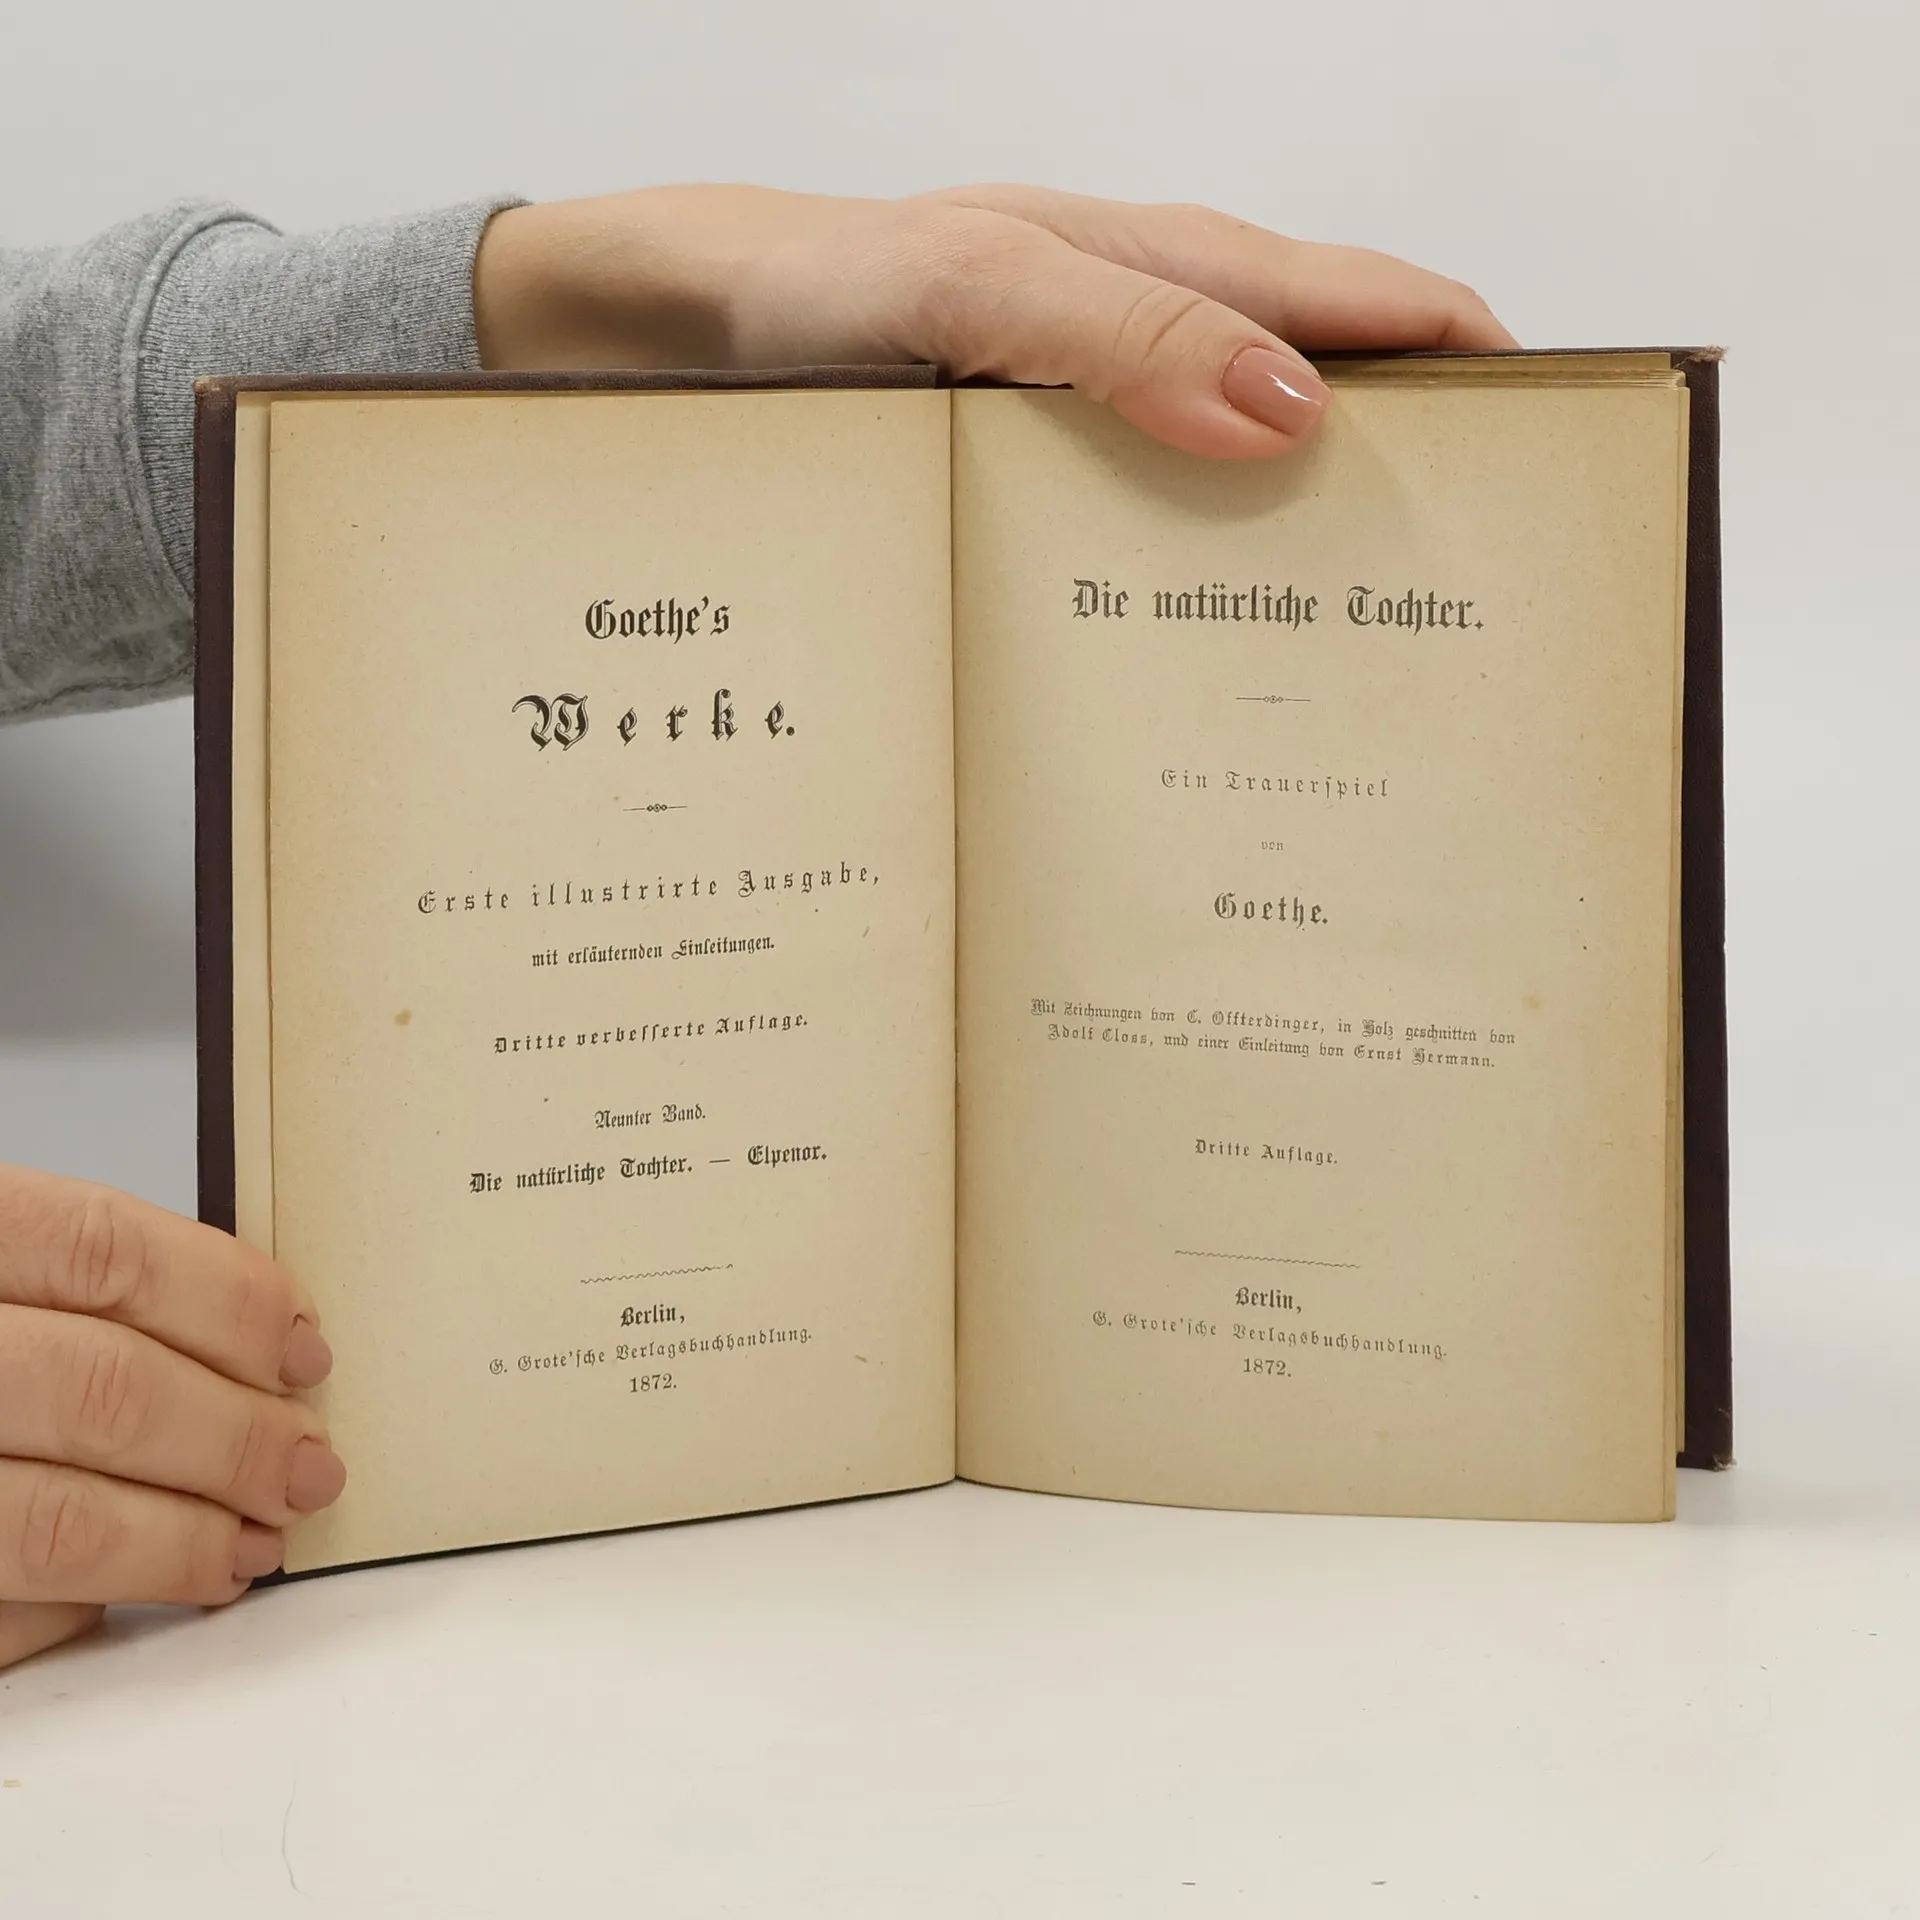 Goethe's
Werke.
Erste illustrirte Ausgabe,
mit erläuternden Einleitungen.
Dritte verbesserte Auflage.
Neunter Band.
Die natürliche Tochter. — Elpenor.
Berlin,
G. Grote'sche Verlagsbuchhandlung.
1872.
Die natürliche Tochter.
Ein Trauerspiel
von
Goethe.
Mit Zeichnungen von C. Offterdinger, in Holz geschnitten von
Adolf Closs, und einer Einleitung von Ernst Hermann.
Dritte Auflage.
Berlin,
G. Grote'sche Verlagsbuchhandlung.
1872.